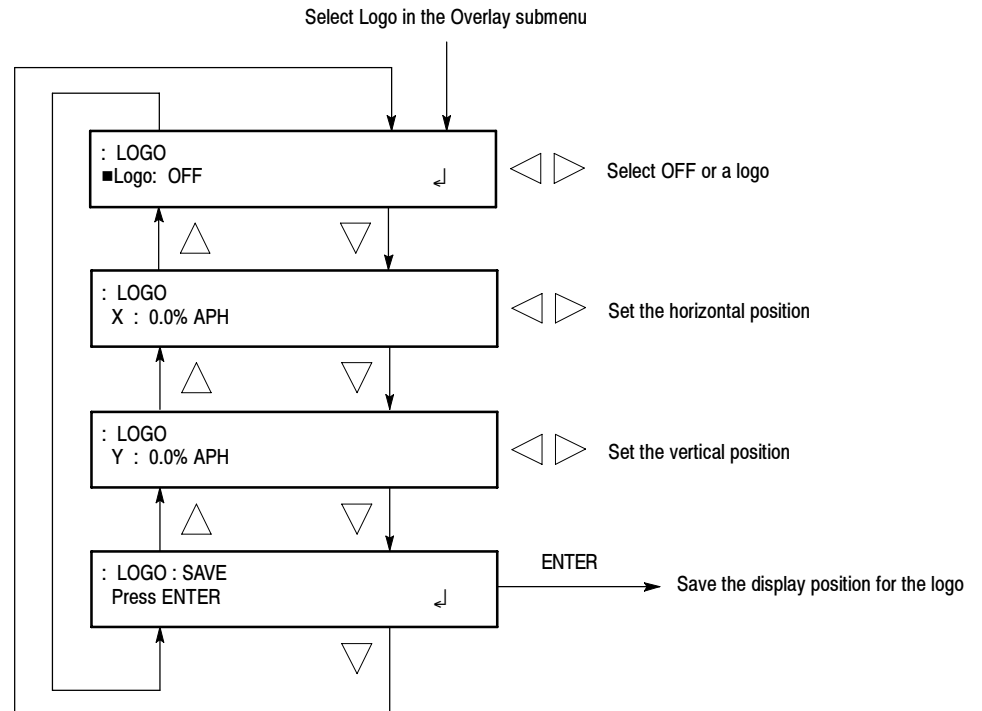 Select Logo in the Overlay submenu
: LOGO
■Logo: OFF ↵
Select OFF or a logo
: LOGO
X : 0.0% APH
Set the horizontal position
: LOGO
Y : 0.0% APH
Set the vertical position
: LOGO : SAVE
Press ENTER ↵
ENTER
Save the display position for the logo